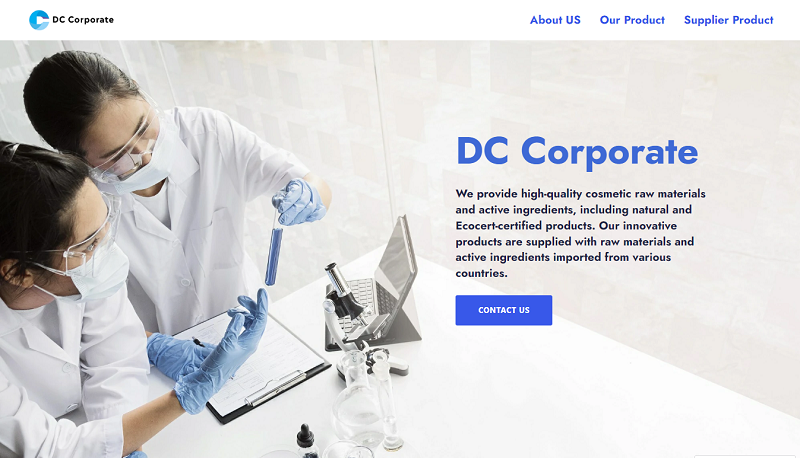 DC Corporate
About US
Our Product
Supplier Product
DC Corporate
We provide high-quality cosmetic raw materials
and active ingredients, including natural and
Ecocert-certified products. Our innovative
products are supplied with raw materials and
active ingredients imported from various
countries.
CONTACT US